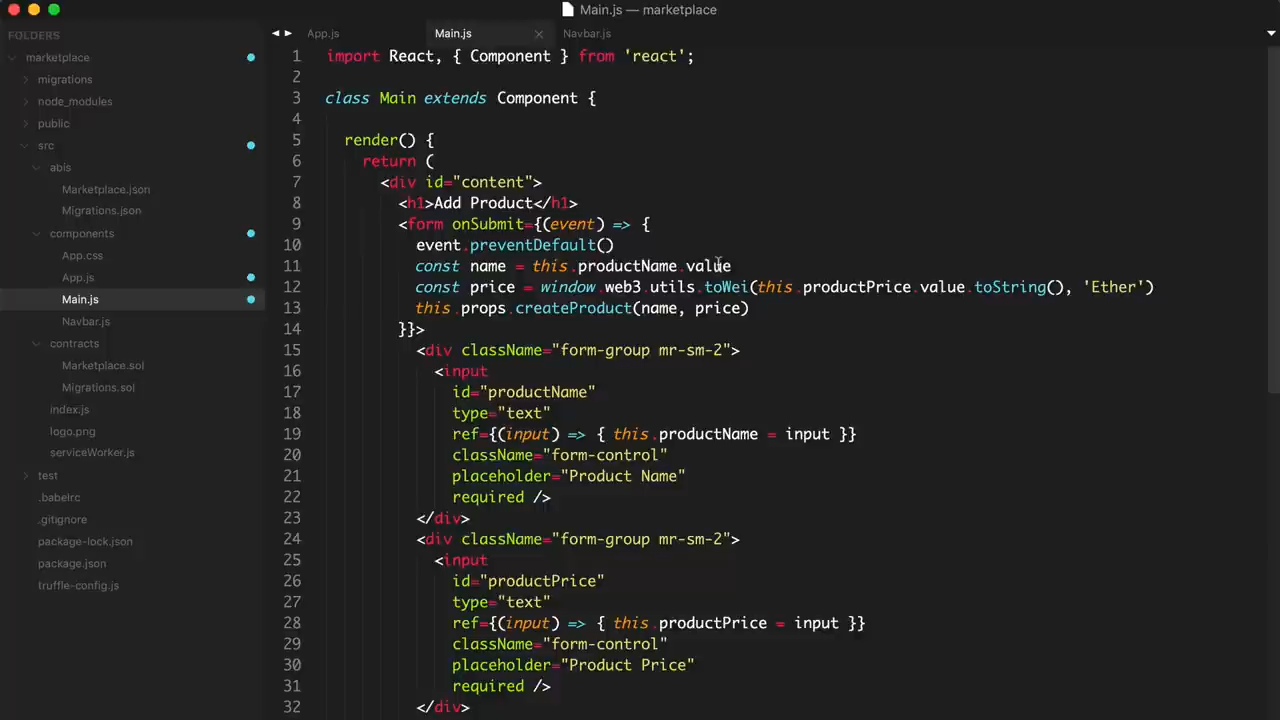 Main.js — marketplace
FOLDERS
marketplace
migrations
node_modules
public
src
abis
Marketplace.json
Migrations.json
components
App.css
App.js
Main.js
Navbar.js
contracts
Marketplace.sol
Migrations.sol
index.js
logo.png
serviceWorker.js
test
.babelrc
.gitignore
package-lock.json
package.json
truffle-config.js
App.js Main.js Navbar.js
1 import React, { Component } from 'react';
2
3 class Main extends Component {
4
5 render() {
6 return (
7 <div id="content">
8 <h1>Add Product</h1>
9 <form onSubmit={(event) => {
10 event.preventDefault()
11 const name = this.productName.value
12 const price = window.web3.utils.toWei(this.productPrice.value.toString(), 'Ether')
13 this.props.createProduct(name, price)
14 }}>
15 <div className="form-group mr-sm-2">
16 <input
17 id="productName"
18 type="text"
19 ref={(input) => { this.productName = input }}
20 className="form-control"
21 placeholder="Product Name"
22 required />
23 </div>
24 <div className="form-group mr-sm-2">
25 <input
26 id="productPrice"
27 type="text"
28 ref={(input) => { this.productPrice = input }}
29 className="form-control"
30 placeholder="Product Price"
31 required />
32 </div>